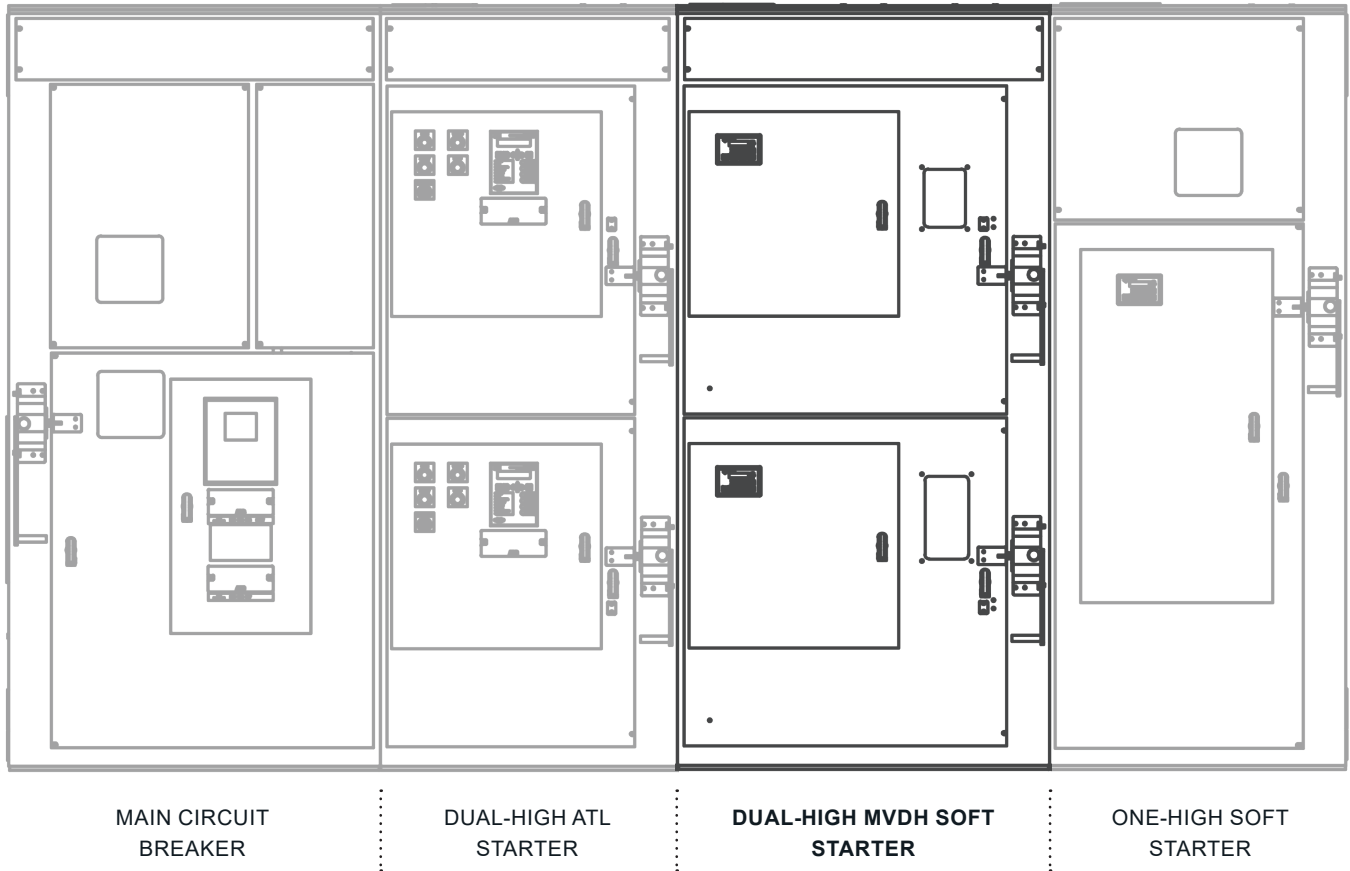 MAIN CIRCUIT
BREAKER
DUAL-HIGH ATL
STARTER
DUAL-HIGH MVDH SOFT
STARTER
ONE-HIGH SOFT
STARTER